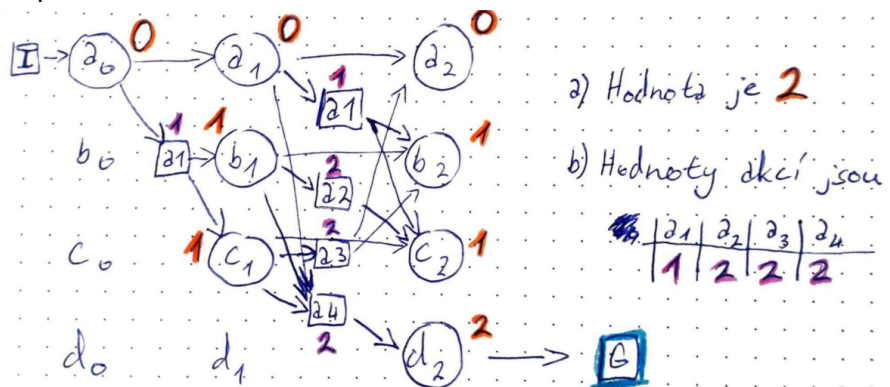 I a₀ 0 a₁ 0 a₂ 0
1 a1
a) Hodnota je 2
b₀ 1 a1 1 b₁ b₂ 1
2 a2
b) Hodnoty akcí jsou
a₁ a₂ a₃ a₄
1 2 2 2
c₀ 1 c₁ 2 a3 c₂ 1
a4 2
d₀ d₁ d₂ 2 G